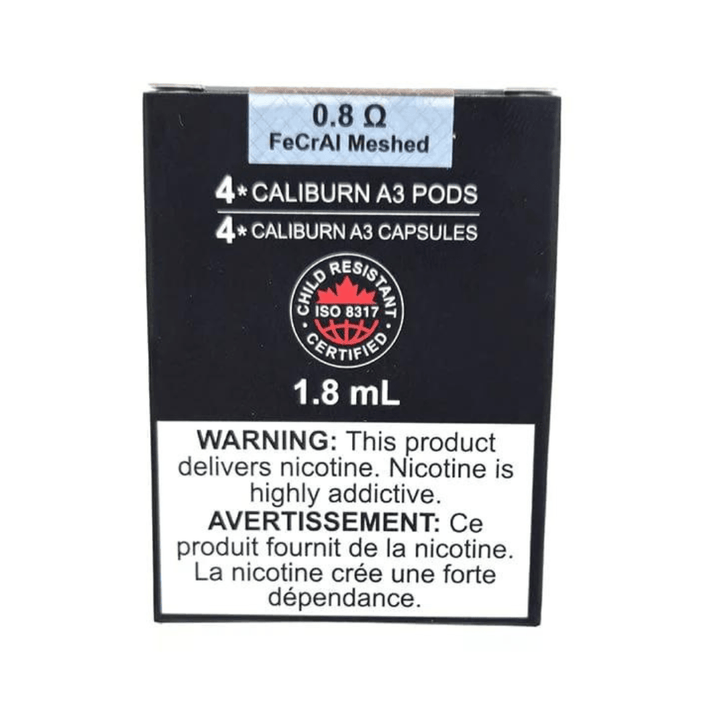 0.8 Ω
FeCrAl Meshed
4* CALIBURN A3 PODS
4* CALIBURN A3 CAPSULES
CHILD RESISTANT
ISO 8317
CERTIFIED
1.8 mL
WARNING: This product
delivers nicotine. Nicotine is
highly addictive.
AVERTISSEMENT: Ce
produit fournit de la nicotine.
La nicotine crée une forte
dépendance.